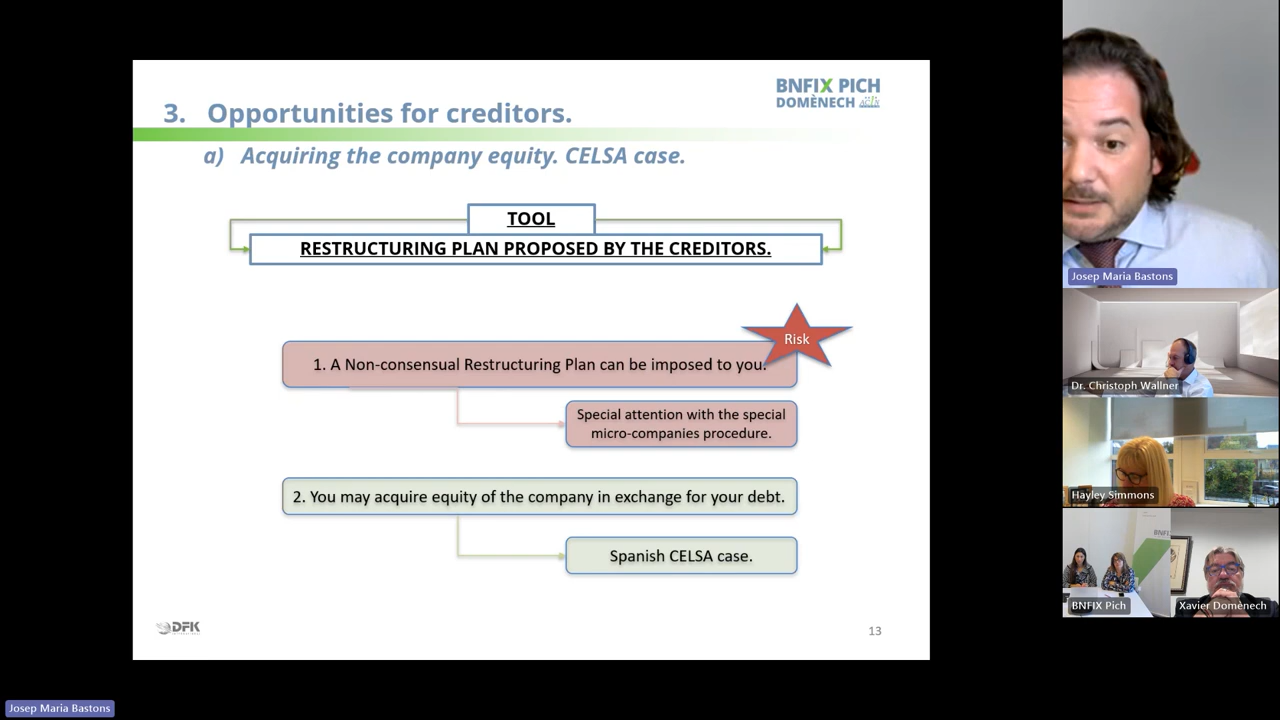 3. Opportunities for creditors.
BNFIX PICH
DOMÈNECH
a) Acquiring the company equity. CELSA case.
TOOL
RESTRUCTURING PLAN PROPOSED BY THE CREDITORS.
Risk
1. A Non-consensual Restructuring Plan can be imposed to you.
Special attention with the special
micro-companies procedure.
2. You may acquire equity of the company in exchange for your debt.
Spanish CELSA case.
DFK
13
Josep Maria Bastons
Dr. Christoph Wallner
Hayley Simmons
BNFIX Pich
Xavier Domènech
Josep Maria Bastons